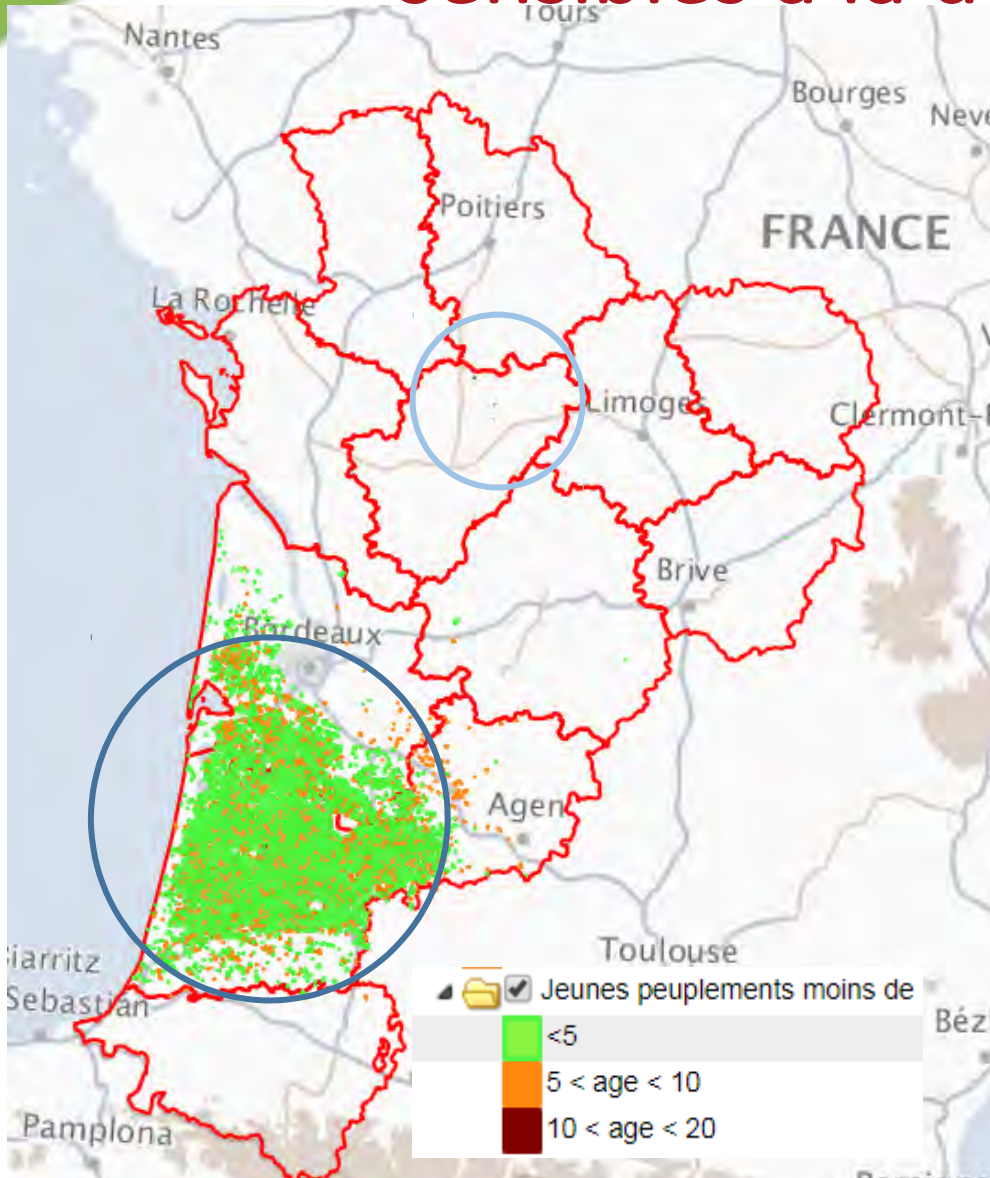 Tours
Nantes
Bourges
Neve
Poitiers
FRANCE
La Rochelle
Limoges
Clermont-F
Brive
Bordeaux
Agen
Toulouse
iarritz
Sebastián
Béz
Pamplona
Jeunes peuplements moins de
<5
5 < age < 10
10 < age < 20